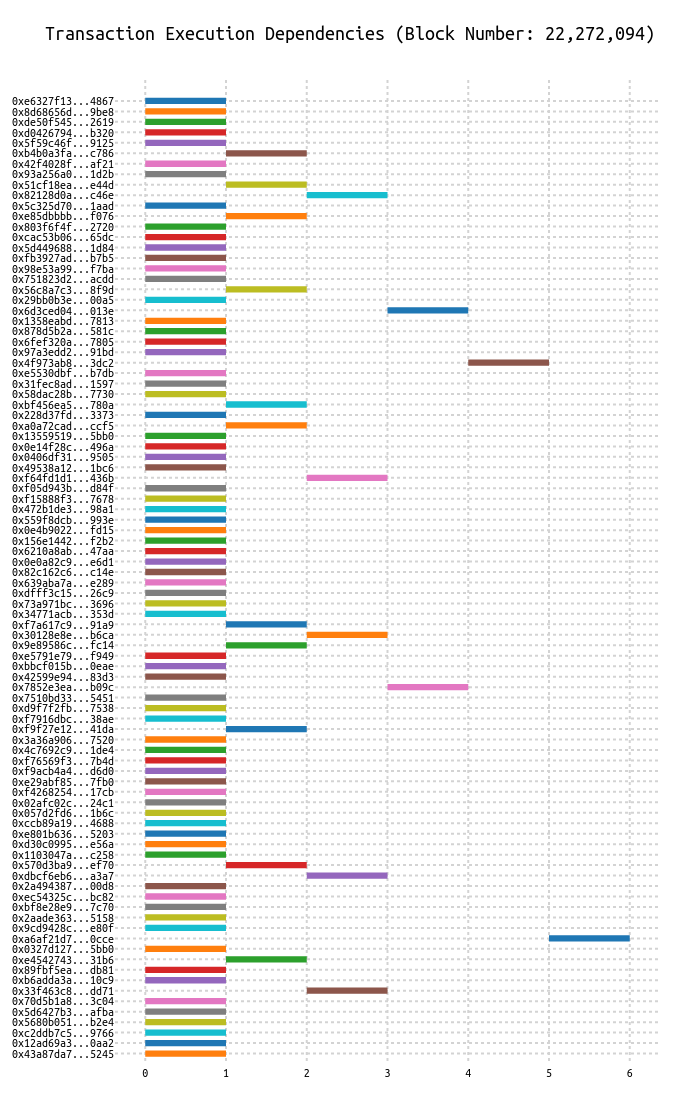 Transaction Execution Dependencies (Block Number: 22,272,094)
0xe6327f13...4867
0x8d68656d...9be8
0xde50f545...2619
0xd0426794...b320
0x5f59c46f...9125
0xb4b0a3fa...c786
0x42f4028f...af21
0x93a256a0...1d2b
0x51cf18ea...e44d
0x82128d0a...c46e
0x5c325d70...1aad
0xe85dbbbb...f076
0x803f6f4f...2720
0xcac53b06...65dc
0x5d449688...1d84
0xfb3927ad...b7b5
0x98e53a99...f7ba
0x751823d2...acdd
0x56c8a7c3...8f9d
0x29bb0b3e...00a5
0x6d3ced04...013e
0x1358eabd...7813
0x878d5b2a...581c
0x6fef320a...7805
0x97a3edd2...91bd
0x4f973ab8...3dc2
0xe5530dbf...b7db
0x31fec8ad...1597
0x58dac28b...7730
0xbf456ea5...780a
0x228d37fd...3373
0xa0a72cad...ccf5
0x13559519...5bb0
0x0e14f28c...496a
0x0406df31...9505
0x49538a12...1bc6
0xf64fd1d1...436b
0xf05d943b...d84f
0xf15888f3...7678
0x472b1de3...98a1
0x559f8dcb...993e
0x0e4b9022...fd15
0x156e1442...f2b2
0x6210a8ab...47aa
0x0e0a82c9...e6d1
0x82c162c6...c14e
0x639aba7a...e289
0xdfff3c15...26c9
0x73a971bc...3696
0x34771acb...353d
0xf7a617c9...91a9
0x30128e8e...b6ca
0x9e89586c...fc14
0xe5791e79...f949
0xbbcf015b...0eae
0x42599e94...83d3
0x7852e3ea...b09c
0x7510bd33...5451
0xd9f7f2fb...7538
0xf7916dbc...38ae
0xf9f27e12...41da
0x3a36a906...7520
0x4c7692c9...1de4
0xf76569f3...7b4d
0xf9acb4a4...d6d0
0xe29abf85...7fb0
0xf4268254...17cb
0x02afc02c...24c1
0x057d2fd6...1b6c
0xccb89a19...4688
0xe801b636...5203
0xd30c0995...e56a
0x1103047a...c258
0x570d3ba9...ef70
0xdbcf6eb6...a3a7
0x2a494387...00d8
0xec54325c...bc82
0xbf8e28e9...7c70
0x2aade363...5158
0x9cd9428c...e80f
0xa6af21d7...0cce
0x0327d127...5bb0
0xe4542743...31b6
0x89fbf5ea...db81
0xb6adda3a...10c9
0x33f463c8...dd71
0x70d5b1a8...3c04
0x5d6427b3...afba
0x5680b051...b2e4
0xc2ddb7c5...9766
0x12ad69a3...0aa2
0x43a87da7...5245
0 1 2 3 4 5 6